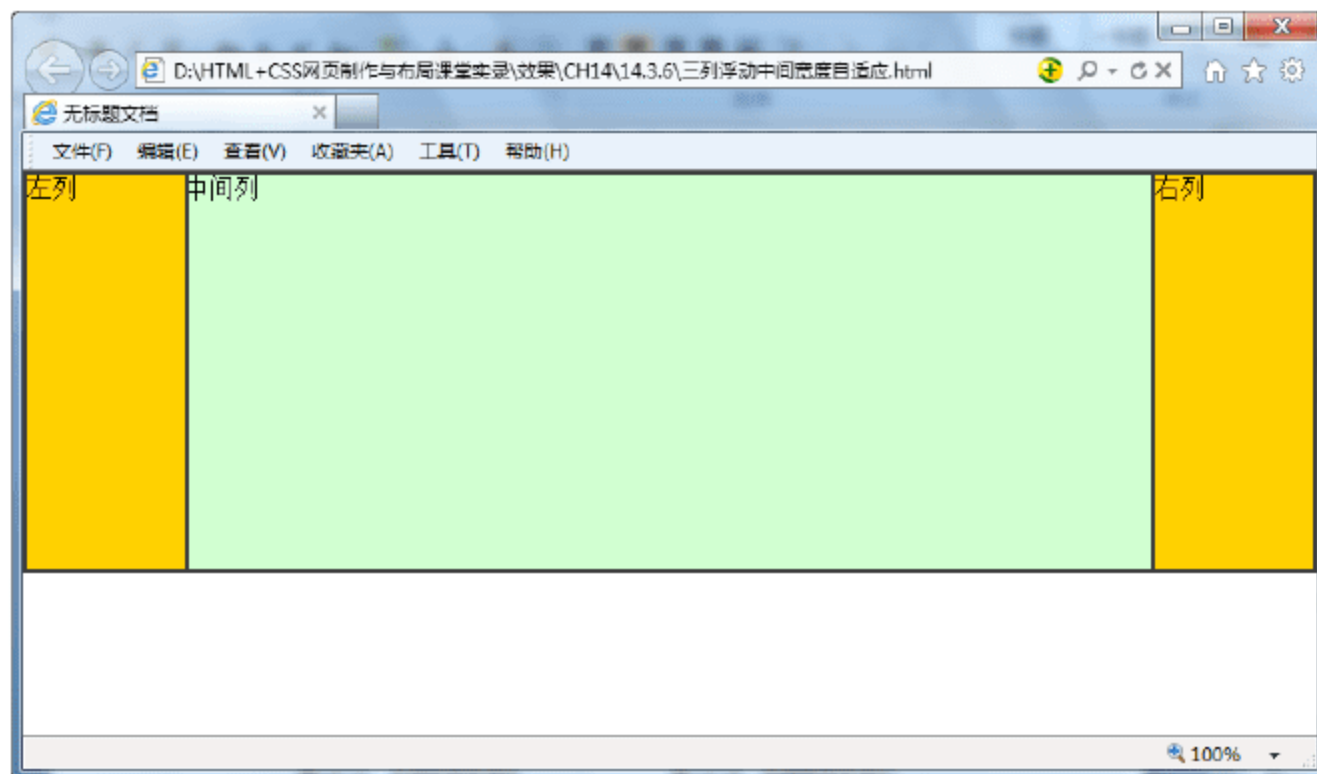 D:\HTML+CSS网页制作与布局课堂实录\效果\CH14\14.3.6\三列浮动中间宽度自适应.html
无标题文档
文件(F) 编辑(E) 查看(V) 收藏夹(A) 工具(T) 帮助(H)
左列 中间列 右列
100%